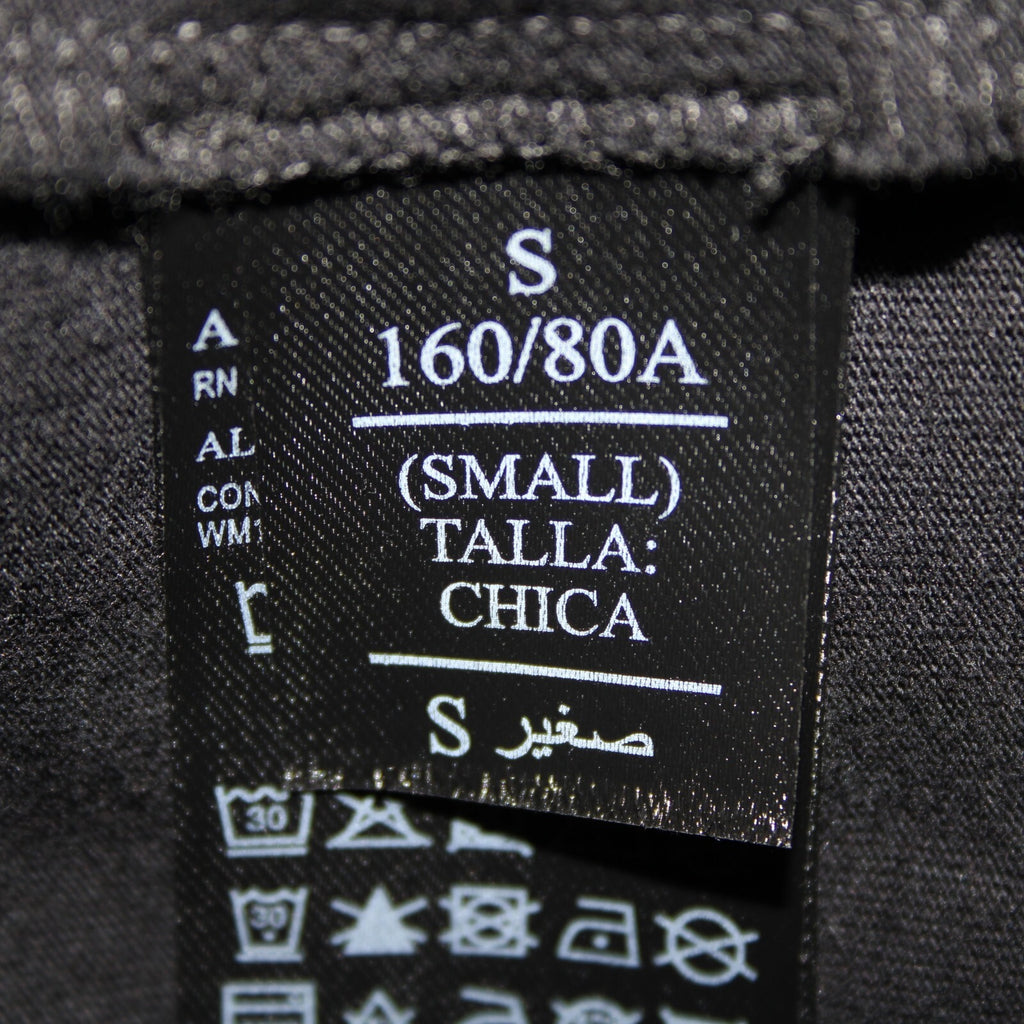 S
160/80A
(SMALL)
TALLA:
CHICA
S صغير
A
RN
AL
30
30